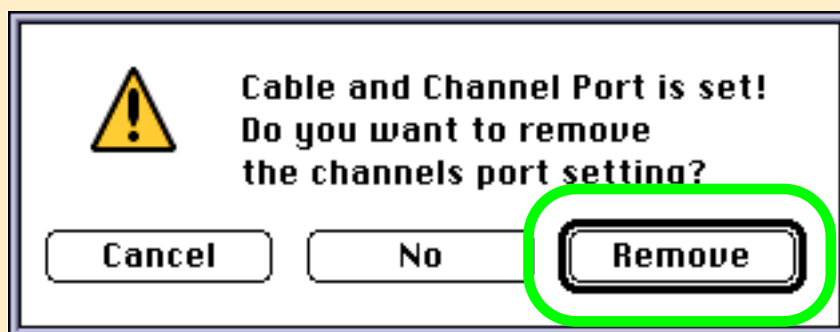 Cable and Channel Port is set!
Do you want to remove
the channels port setting?
Cancel No Remove